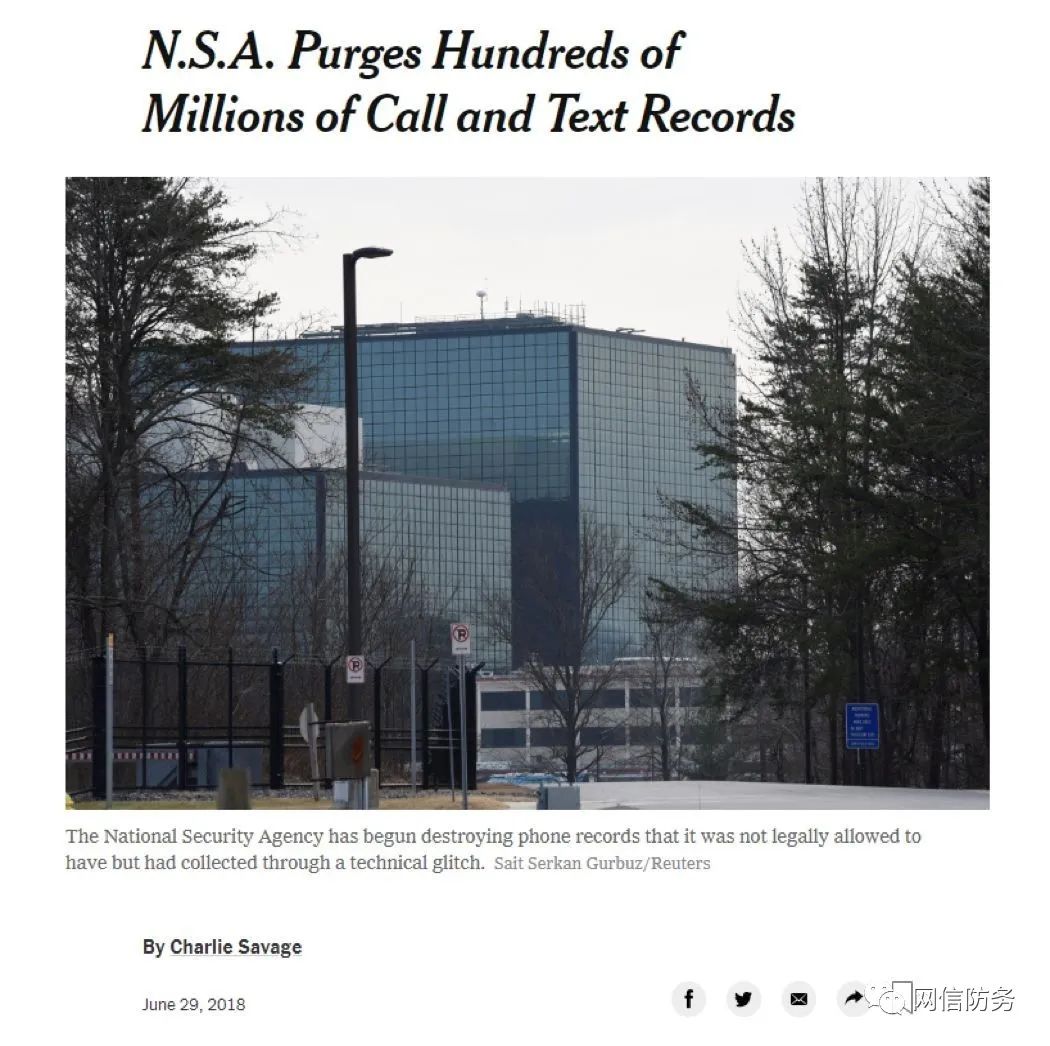 N.S.A. Purges Hundreds of
Millions of Call and Text Records
The National Security Agency has begun destroying phone records that it was not legally allowed to
have but had collected through a technical glitch. Sait Serkan Gurbuz/Reuters
By Charlie Savage
June 29, 2018
网信防务